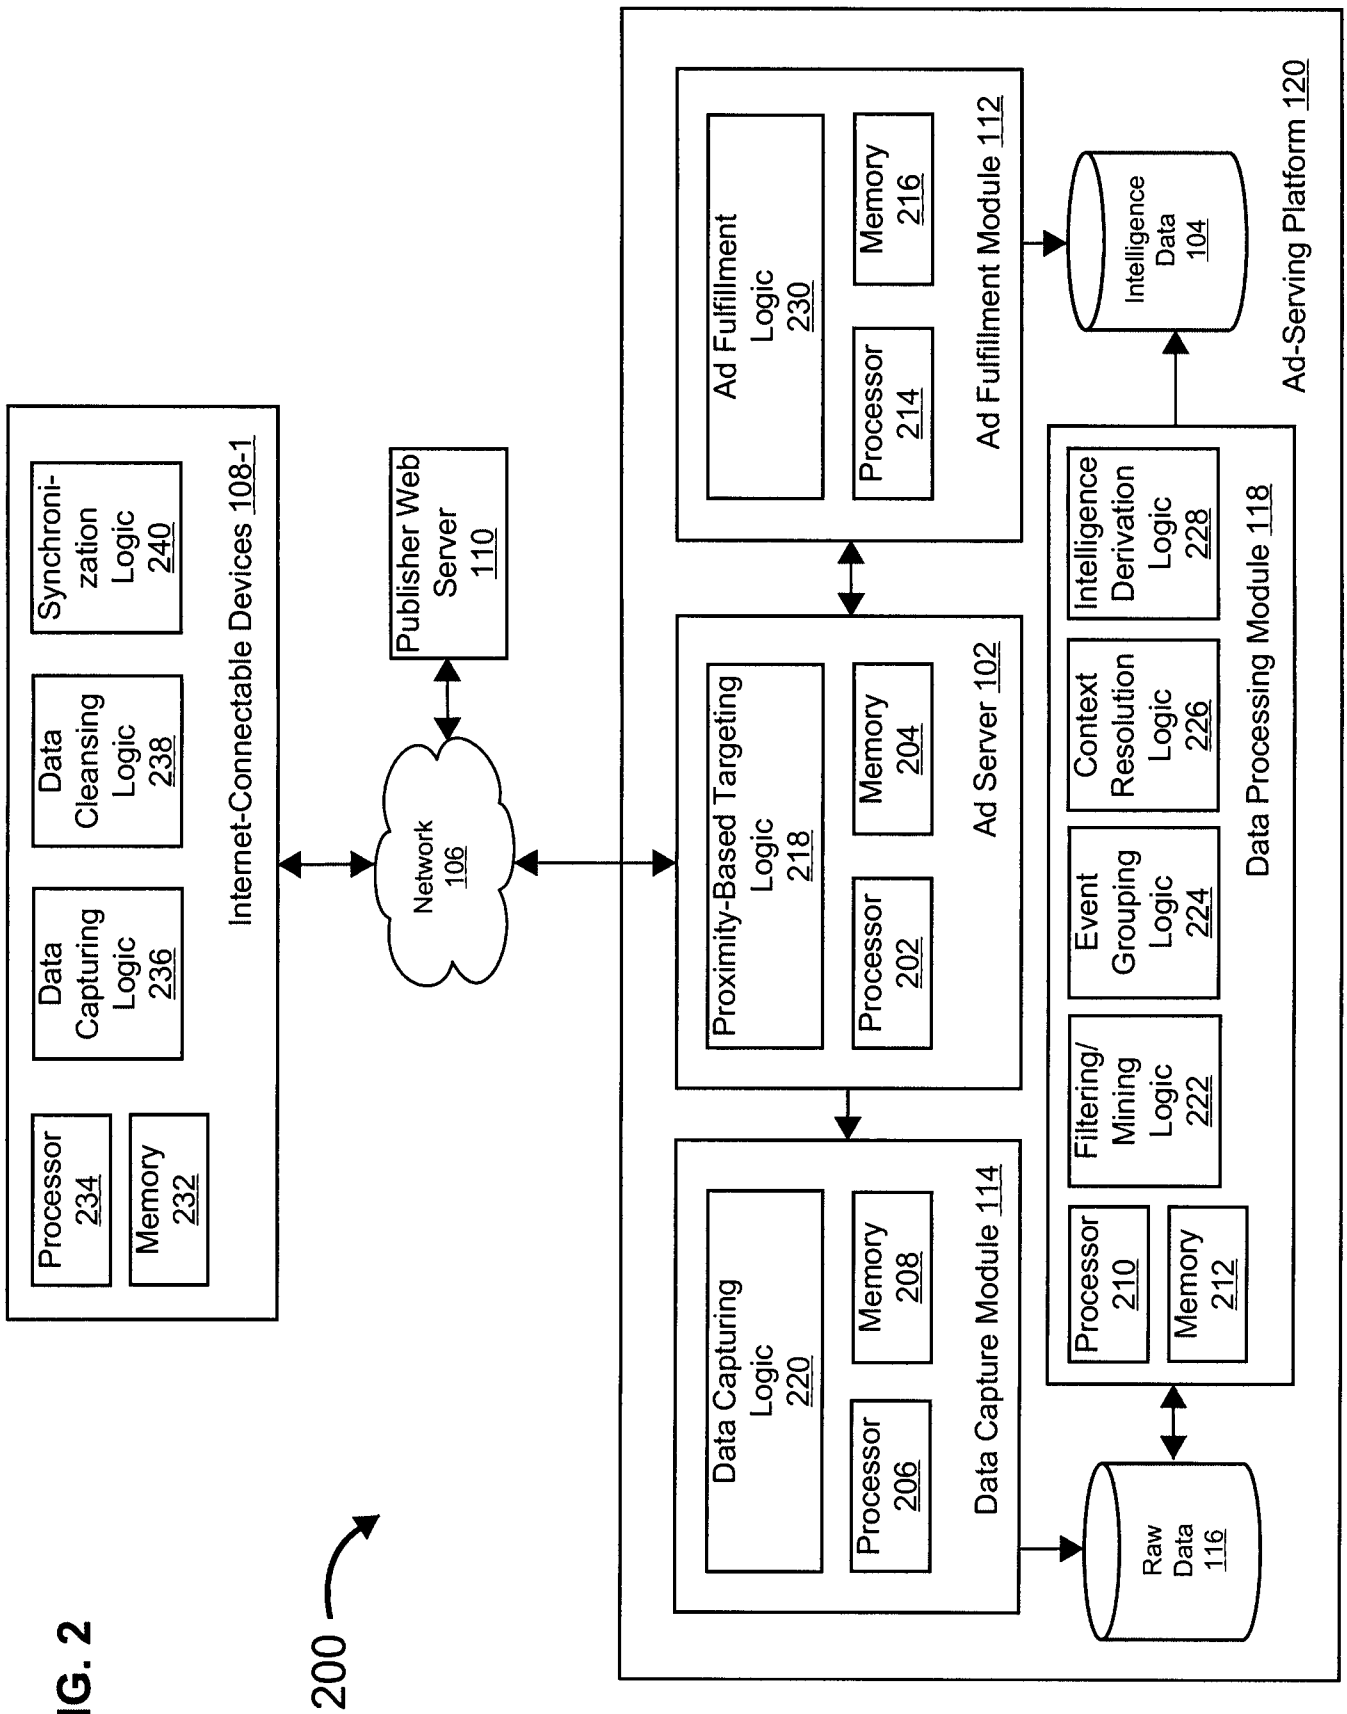 IG. 2
200
Processor
234
Memory
232
Data
Capturing
Logic
236
Data
Cleansing
Logic
238
Synchroni-
zation
Logic
240
Internet-Connectable Devices 108-1
Network
106
Publisher Web
Server
110
Data Capturing
Logic
220
Processor
206
Memory
208
Data Capture Module 114
Proximity-Based Targeting
Logic
218
Processor
202
Memory
204
Ad Server 102
Ad Fulfillment
Logic
230
Processor
214
Memory
216
Ad Fulfillment Module 112
Raw
Data
116
Processor
210
Memory
212
Filtering/
Mining
Logic
222
Event
Grouping
Logic
224
Context
Resolution
Logic
226
Intelligence
Derivation
Logic
228
Data Processing Module 118
Intelligence
Data
104
Ad-Serving Platform 120